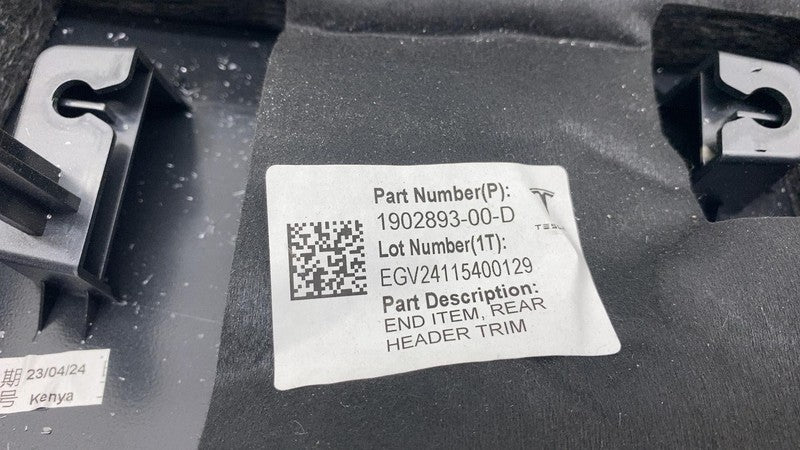 Part Number(P):
1902893-00-D
TESLA
Lot Number(1T):
EGV24115400129
Part Description:
END ITEM, REAR
HEADER TRIM
期 23/04/24
号 Kenya